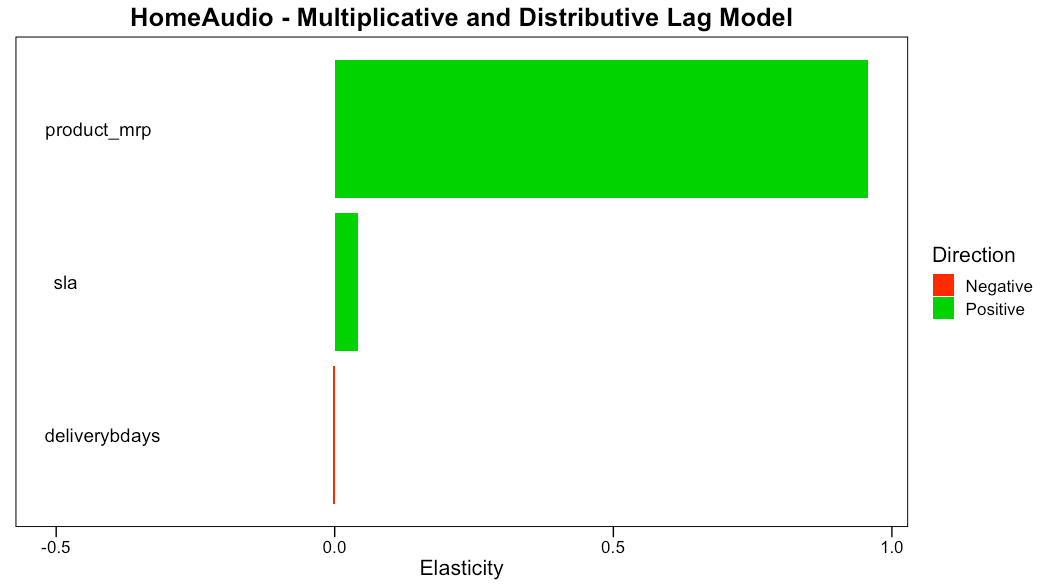 HomeAudio - Multiplicative and Distributive Lag Model
product_mrp
sla
deliverybdays
Direction
Negative
Positive
-0.5
0.0
0.5
1.0
Elasticity